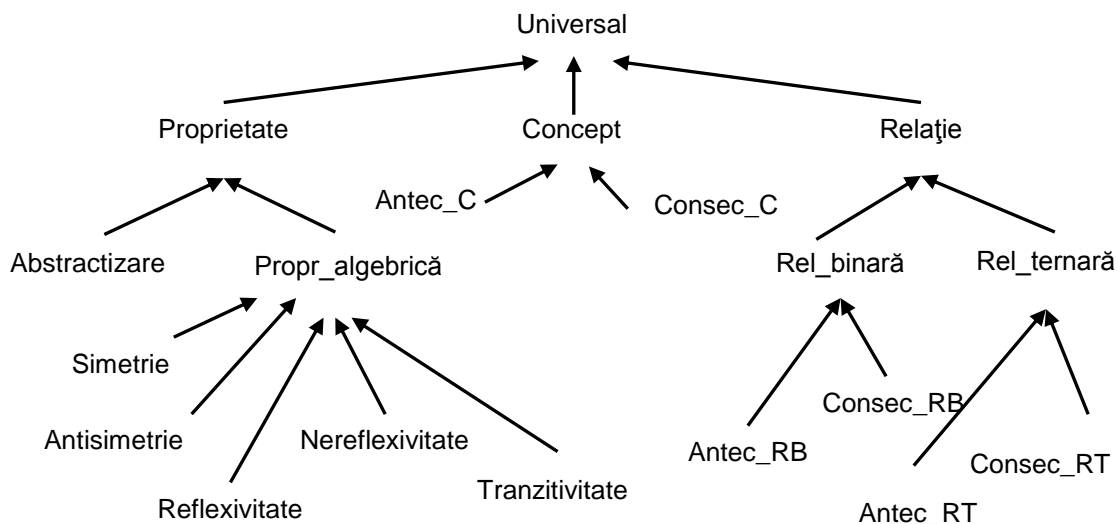 Universal
Proprietate
Concept
Relaţie
Antec_C
Consec_C
Abstractizare
Propr_algebrică
Rel_binară
Rel_ternară
Simetrie
Consec_RB
Antisimetrie
Nereflexivitate
Antec_RB
Consec_RT
Reflexivitate
Tranzitivitate
Antec_RT